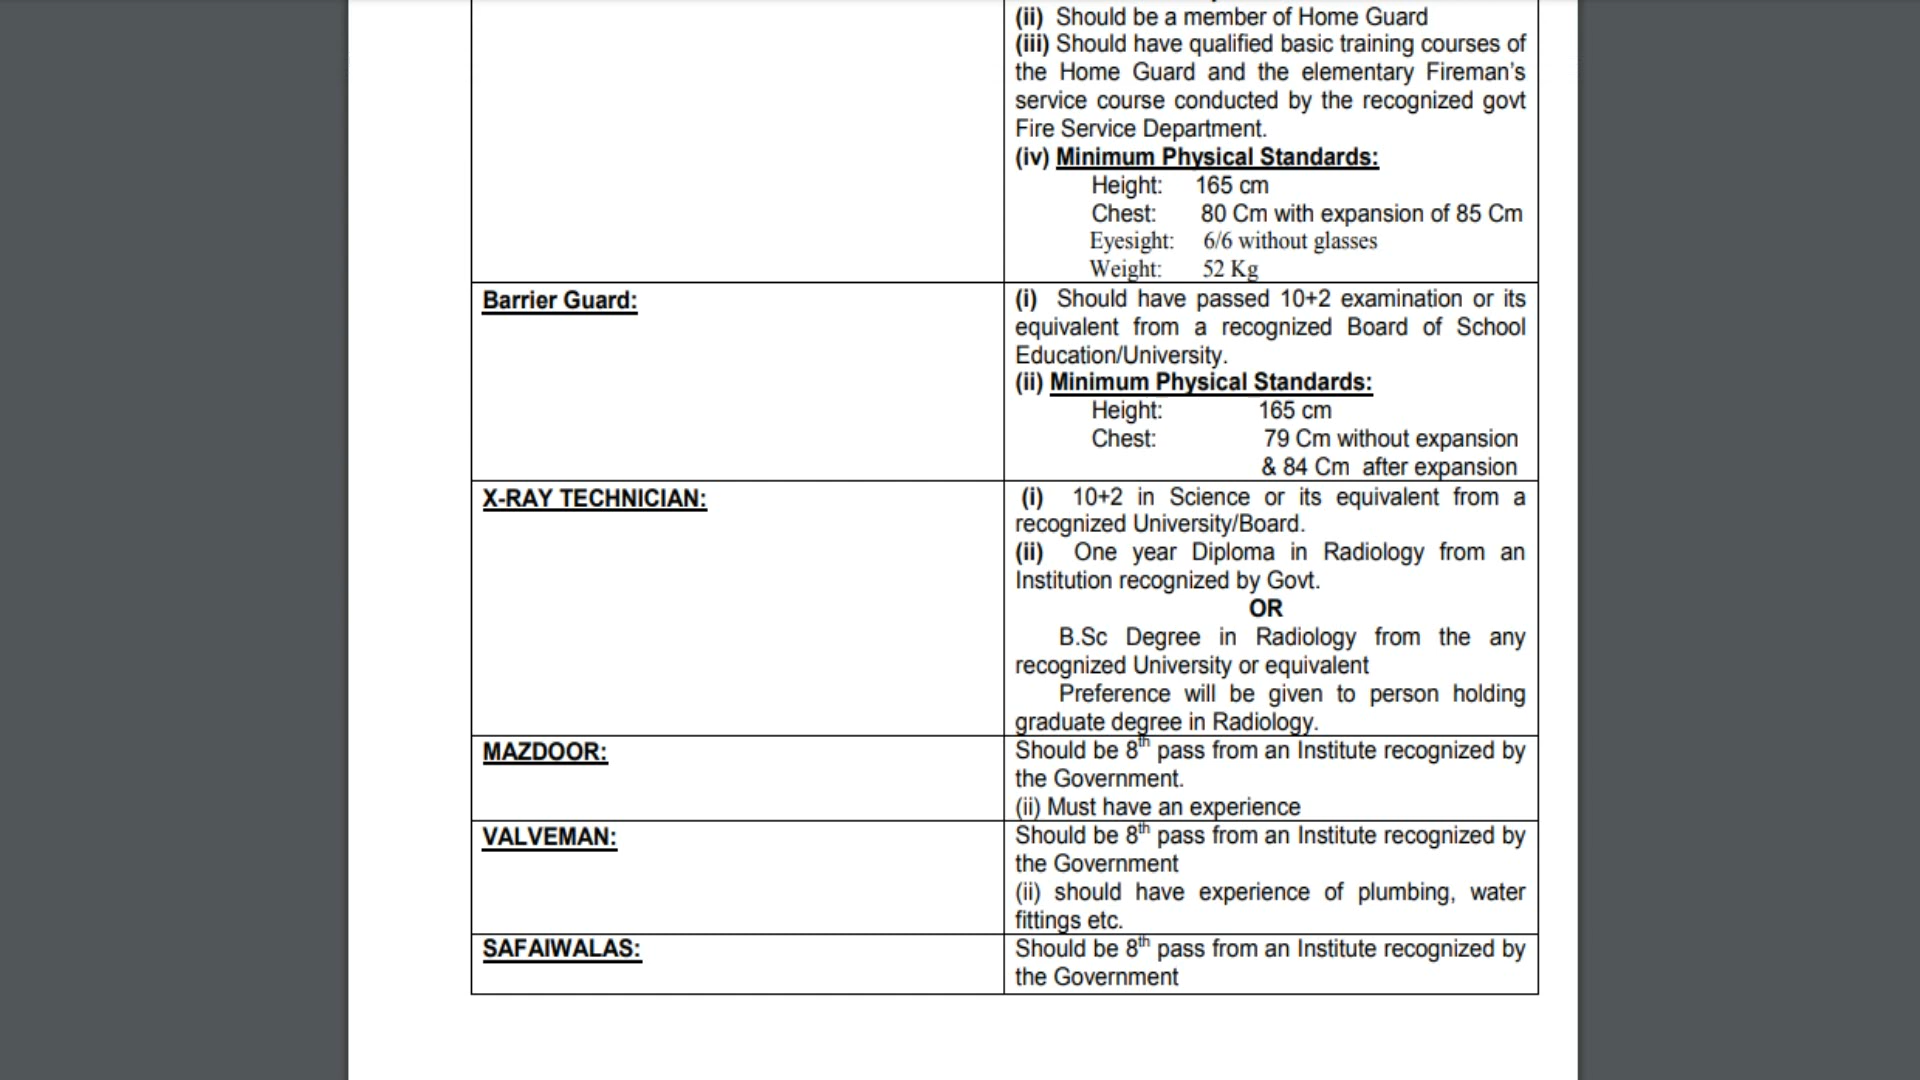 (ii) Should be a member of Home Guard
(iii) Should have qualified basic training courses of
the Home Guard and the elementary Fireman's
service course conducted by the recognized govt
Fire Service Department.
(iv) Minimum Physical Standards:
Height: 165 cm
Chest: 80 Cm with expansion of 85 Cm
Eyesight: 6/6 without glasses
Weight: 52 Kg
Barrier Guard:
(i) Should have passed 10+2 examination or its
equivalent from a recognized Board of School
Education/University.
(ii) Minimum Physical Standards:
Height: 165 cm
Chest: 79 Cm without expansion
& 84 Cm after expansion
X-RAY TECHNICIAN:
(i) 10+2 in Science or its equivalent from a
recognized University/Board.
(ii) One year Diploma in Radiology from an
Institution recognized by Govt.
OR
B.Sc Degree in Radiology from the any
recognized University or equivalent
Preference will be given to person holding
graduate degree in Radiology.
MAZDOOR:
Should be 8th pass from an Institute recognized by
the Government.
(ii) Must have an experience
VALVEMAN:
Should be 8th pass from an Institute recognized by
the Government
(ii) should have experience of plumbing, water
fittings etc.
SAFAIWALAS:
Should be 8th pass from an Institute recognized by
the Government